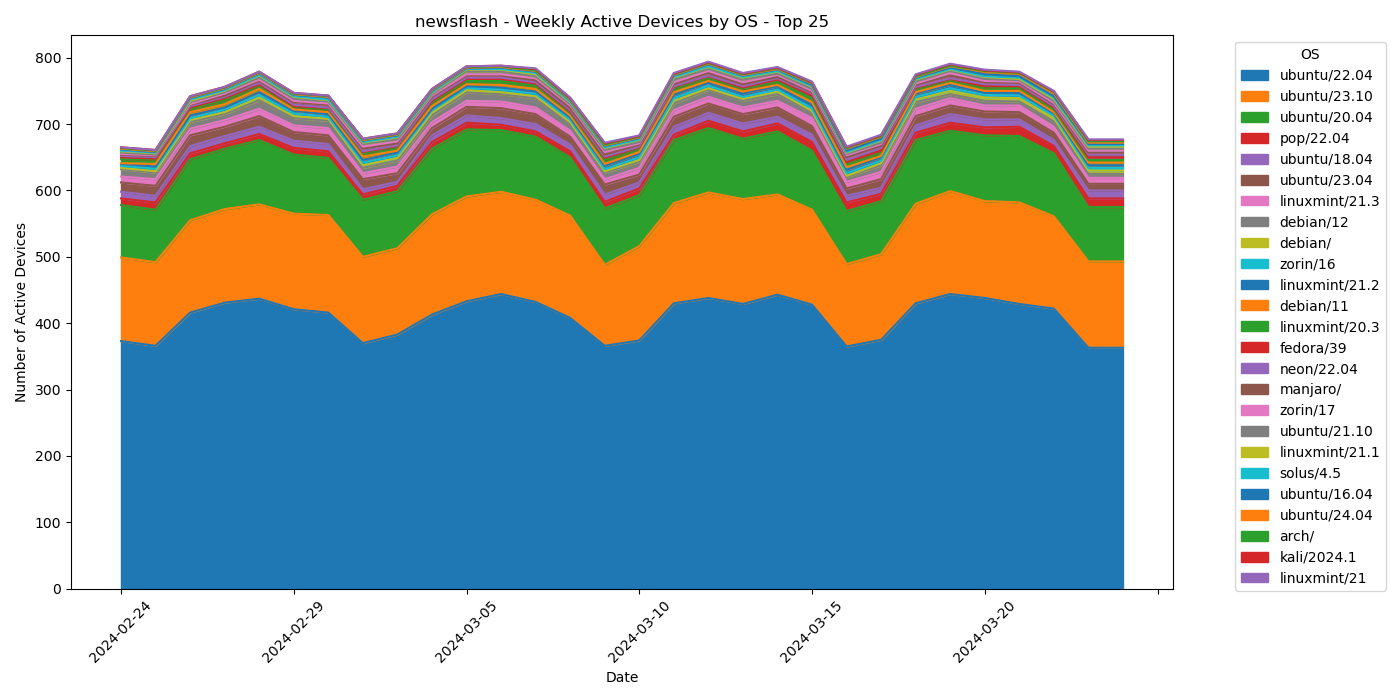 newsflash - Weekly Active Devices by OS - Top 25
Number of Active Devices
800
700
600
500
400
300
200
100
0
2024-02-24
2024-02-29
2024-03-05
2024-03-10
2024-03-15
2024-03-20
Date
OS
ubuntu/22.04
ubuntu/23.10
ubuntu/20.04
pop/22.04
ubuntu/18.04
ubuntu/23.04
linuxmint/21.3
debian/12
debian/
zorin/16
linuxmint/21.2
debian/11
linuxmint/20.3
fedora/39
neon/22.04
manjaro/
zorin/17
ubuntu/21.10
linuxmint/21.1
solus/4.5
ubuntu/16.04
ubuntu/24.04
arch/
kali/2024.1
linuxmint/21